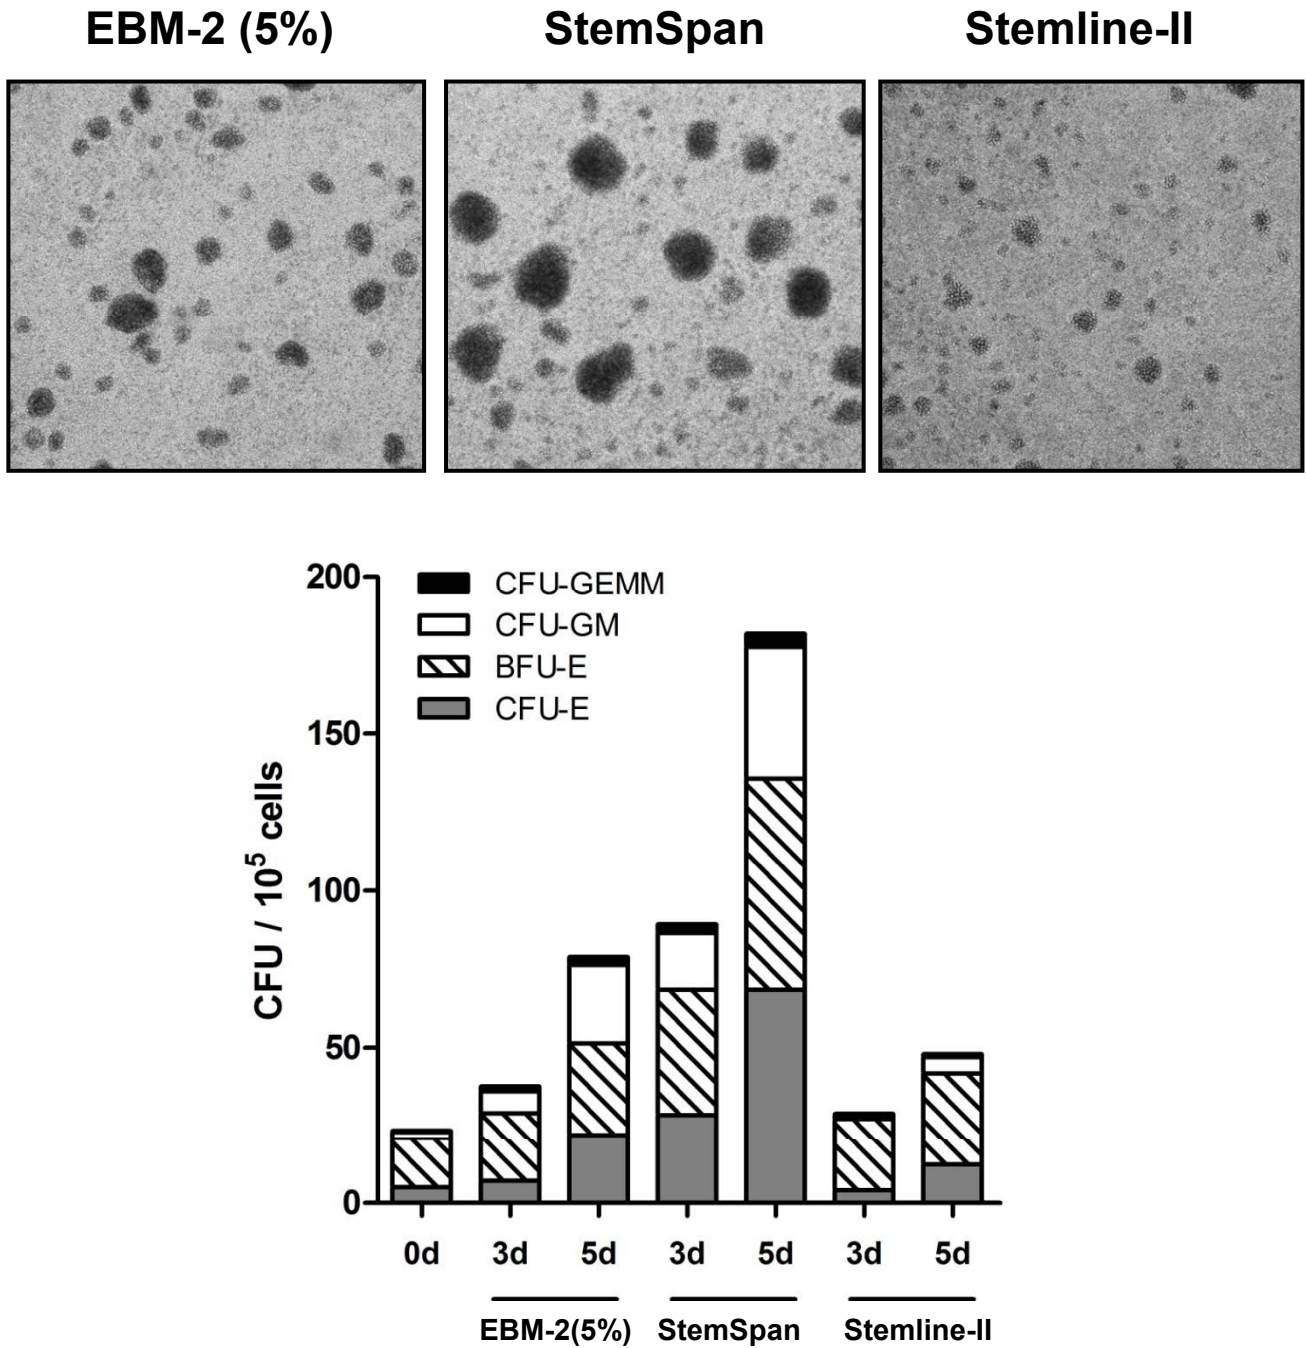 EBM-2 (5%) StemSpan Stemline-II
200
150
100
50
0
CFU / 10⁵ cells
CFU-GEMM
CFU-GM
BFU-E
CFU-E
0d 3d 5d 3d 5d 3d 5d
EBM-2(5%) StemSpan Stemline-II